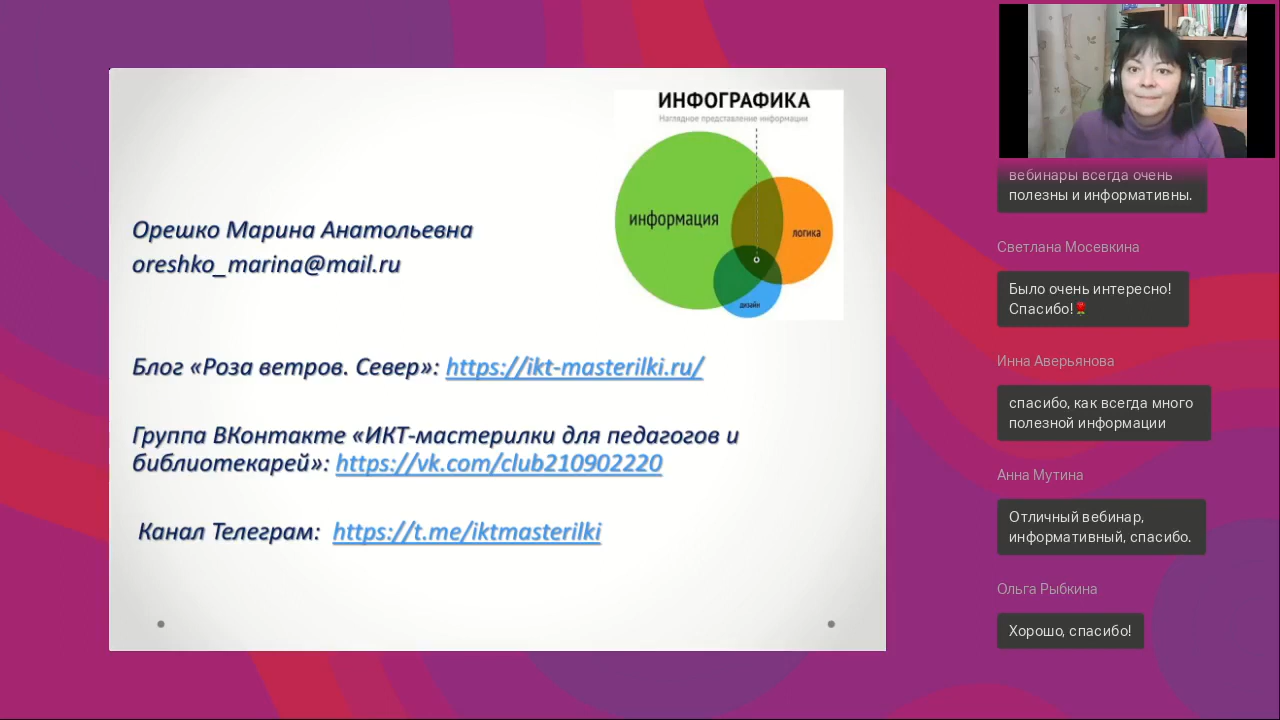 ИНФОГРАФИКА
Наглядное представление информации
информация
логика
дизайн
Орешко Марина Анатольевна
oreshko_marina@mail.ru
Блог «Роза ветров. Север»: https://ikt-masterilki.ru/
Группа ВКонтакте «ИКТ-мастерилки для педагогов и
библиотекарей»: https://vk.com/club210902220
Канал Телеграм: https://t.me/iktmasterilki
вебинары всегда очень
полезны и информативны.
Светлана Мосевкина
Было очень интересно!
Спасибо!🌹
Инна Аверьянова
спасибо, как всегда много
полезной информации
Анна Мутина
Отличный вебинар,
информативный, спасибо.
Ольга Рыбкина
Хорошо, спасибо!